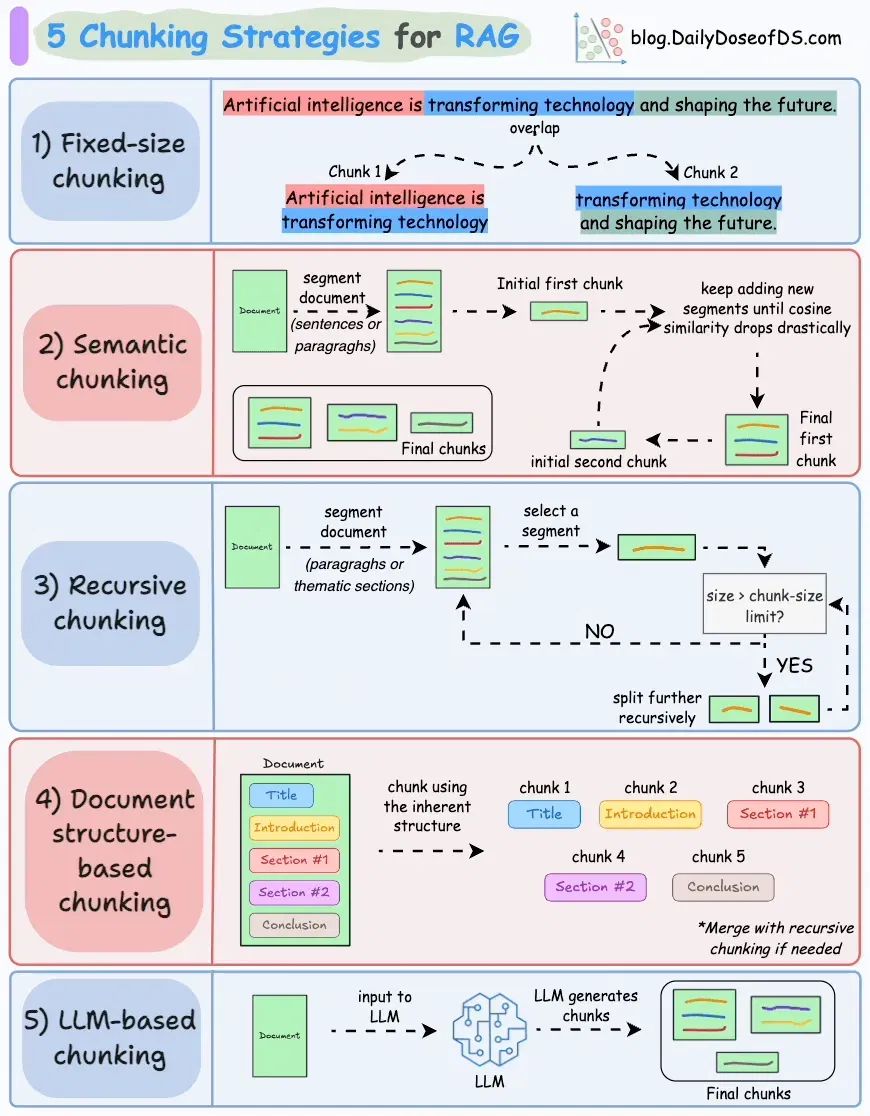 5 Chunking Strategies for RAG
blog.DailyDoseofDS.com
1) Fixed-size
chunking
Artificial intelligence is transforming technology and shaping the future.
overlap
Chunk 1
Chunk 2
Artificial intelligence is
transforming technology
transforming technology
and shaping the future.
2) Semantic
chunking
Document
segment
document
(sentences or
paragraghs)
Initial first chunk
keep adding new
segments until cosine
similarity drops drastically
Final
first
chunk
initial second chunk
Final chunks
3) Recursive
chunking
Document
segment
document
(paragraphs or
thematic sections)
select a
segment
size > chunk-size
limit?
NO
YES
split further
recursively
4) Document
structure-
based
chunking
Document
Title
Introduction
Section #1
Section #2
Conclusion
chunk using
the inherent
structure
chunk 1
chunk 2
chunk 3
Title
Introduction
Section #1
chunk 4
chunk 5
Section #2
Conclusion
*Merge with recursive
chunking if needed
5) LLM-based
chunking
Document
input to
LLM
LLM
LLM generates
chunks
Final chunks